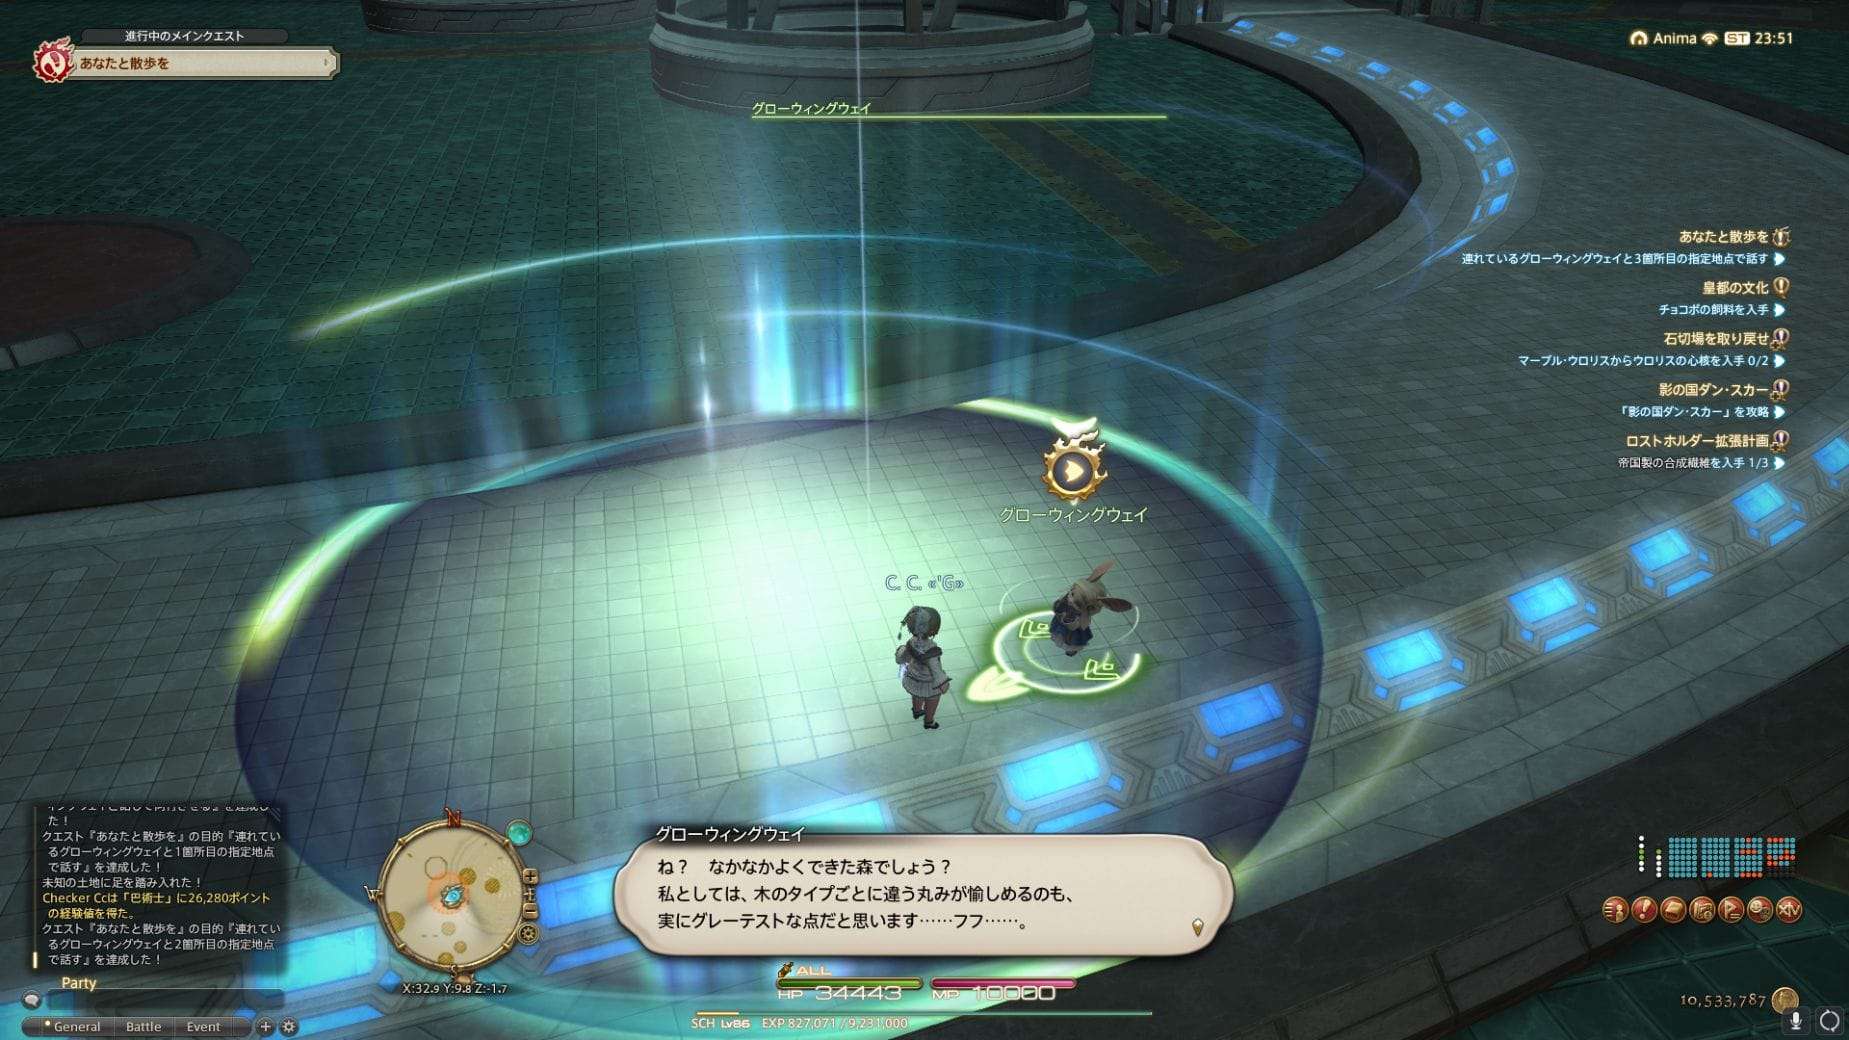 進行中のメインクエスト
あなたと散歩を
Anima ST 23:51
グローウィングウェイ
あなたと散歩を
連れているグローウィングウェイと3箇所目の指定地点で話す
皇都の文化
チョコボの飼料を入手
石切場を取り戻せ
マーブル・ウロリスからウロリスの心核を入手 0/2
影の国ダン・スカー
「影の国ダン・スカー」を攻略
ロストホルダー拡張計画
帝国製の合成繊維を入手 1/3
グローウィングウェイ
C. C. «'G»
た！
クエスト『あなたと散歩を』の目的『連れてい
るグローウィングウェイと1箇所目の指定地点
で話す』を達成した！
未知の土地に足を踏み入れた！
Checker Ccは「巴術士」に26,280ポイント
の経験値を得た。
クエスト『あなたと散歩を』の目的『連れてい
るグローウィングウェイと2箇所目の指定地点
で話す』を達成した！
Party
General Battle Event
N
W
X:32.9 Y:9.8 Z:-1.7
グローウィングウェイ
ね？　なかなかよくできた森でしょう？
私としては、木のタイプごとに違う丸みが愉しめるのも、
実にグレーテストな点だと思います……フフ……。
ALL
HP 34443 MP 10000
SCH Lv86 EXP 827,071/9,231,000
XIV
10,533,787